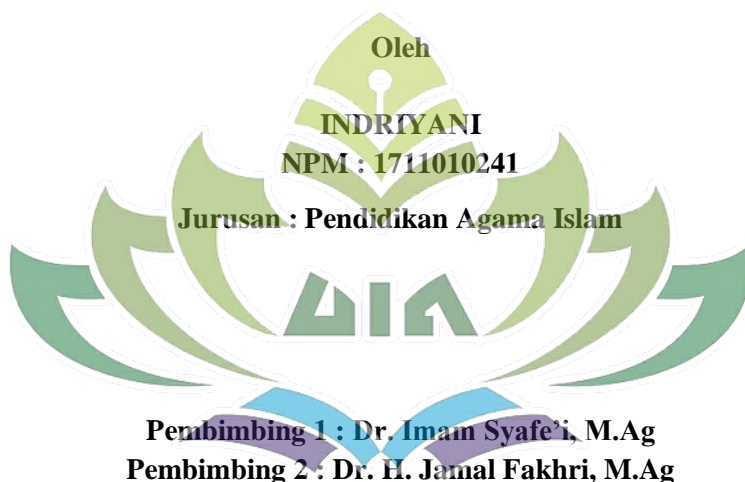 Oleh
INDRIYANI
NPM : 1711010241
Jurusan : Pendidikan Agama Islam
UIN
Pembimbing 1 : Dr. Imam Syafe’i, M.Ag
Pembimbing 2 : Dr. H. Jamal Fakhri, M.Ag